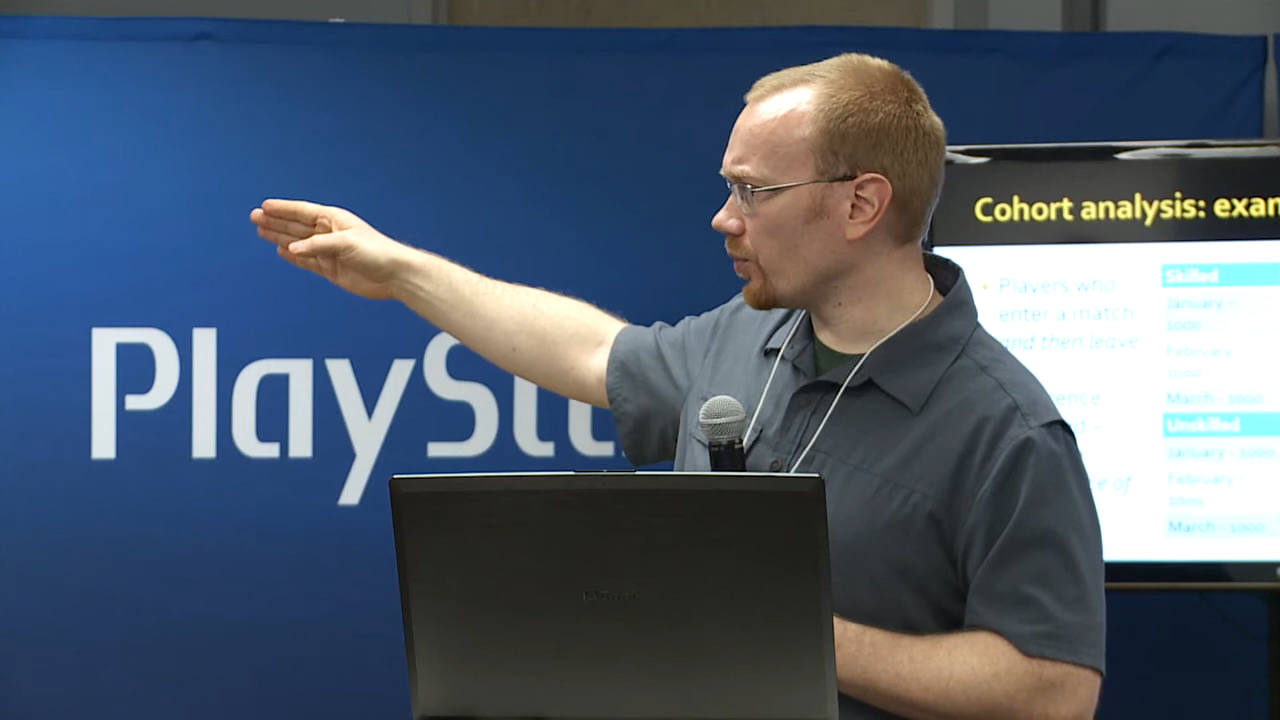 PlaySt
Cohort analysis: exam
Players who
enter a match
and then leave
Skilled
January -
1000
February
1000
March - 1000
Unskilled
January - 1000
February -
1000
March - 1000